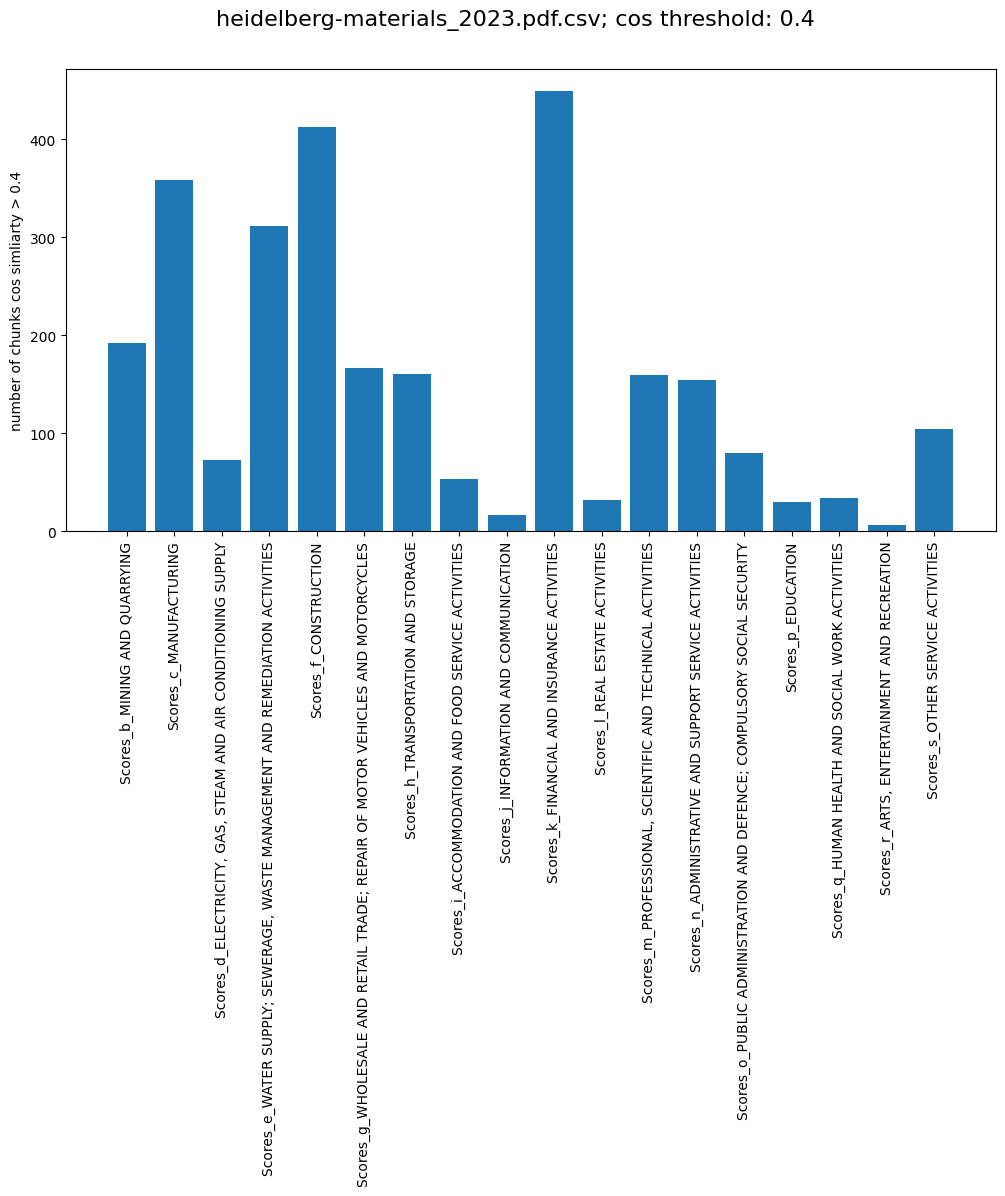 heidelberg-materials_2023.pdf.csv; cos threshold: 0.4
number of chunks cos simliarty > 0.4
400
300
200
100
0
Scores_b_MINING AND QUARRYING
Scores_c_MANUFACTURING
Scores_d_ELECTRICITY, GAS, STEAM AND AIR CONDITIONING SUPPLY
Scores_e_WATER SUPPLY; SEWERAGE, WASTE MANAGEMENT AND REMEDIATION ACTIVITIES
Scores_f_CONSTRUCTION
Scores_g_WHOLESALE AND RETAIL TRADE; REPAIR OF MOTOR VEHICLES AND MOTORCYCLES
Scores_h_TRANSPORTATION AND STORAGE
Scores_i_ACCOMMODATION AND FOOD SERVICE ACTIVITIES
Scores_j_INFORMATION AND COMMUNICATION
Scores_k_FINANCIAL AND INSURANCE ACTIVITIES
Scores_l_REAL ESTATE ACTIVITIES
Scores_m_PROFESSIONAL, SCIENTIFIC AND TECHNICAL ACTIVITIES
Scores_n_ADMINISTRATIVE AND SUPPORT SERVICE ACTIVITIES
Scores_o_PUBLIC ADMINISTRATION AND DEFENCE; COMPULSORY SOCIAL SECURITY
Scores_p_EDUCATION
Scores_q_HUMAN HEALTH AND SOCIAL WORK ACTIVITIES
Scores_r_ARTS, ENTERTAINMENT AND RECREATION
Scores_s_OTHER SERVICE ACTIVITIES